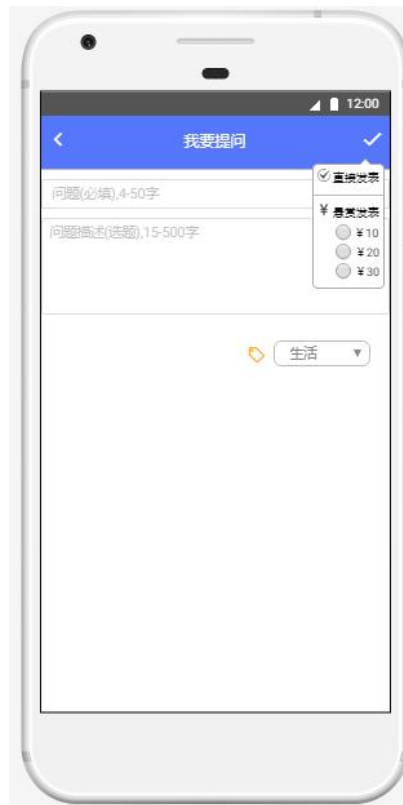 12:00
我要提问
直接发表
问题(必填),4-50字
¥ 悬赏发表
问题描述(选题),15-500字
¥10
¥20
¥30
生活